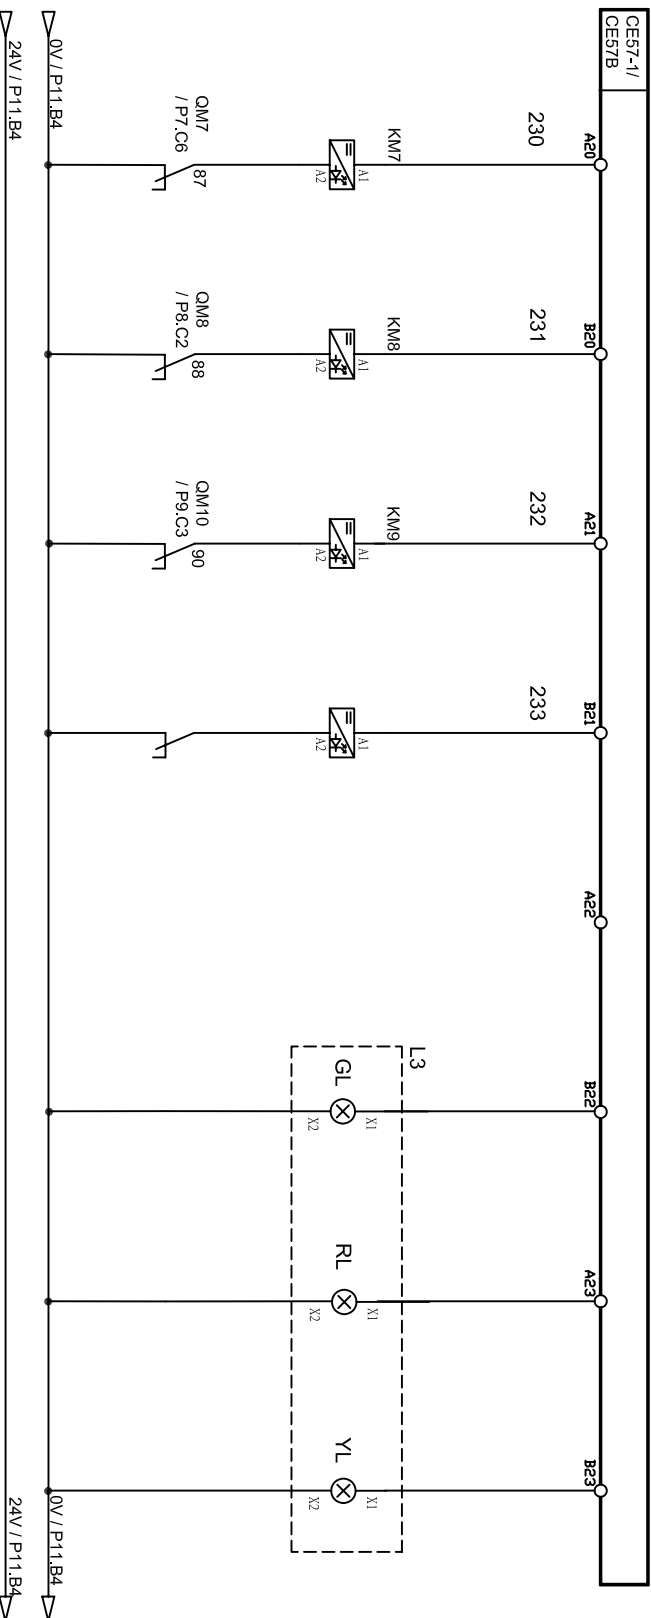 CE57-1/
CE57B
A20
B20
A21
B21
A22
B22
A23
B23
230
231
232
233
KM7
KM8
KM9
A1
A1
A1
A1
A2
A2
A2
A2
L3
GL
RL
YL
X1
X1
X1
X2
X2
X2
QM7
/ P7.C6
87
QM8
/ P8.C2
88
QM10
/ P9.C3
90
0V / P11.B4
0V / P11.B4
24V / P11.B4
24V / P11.B4